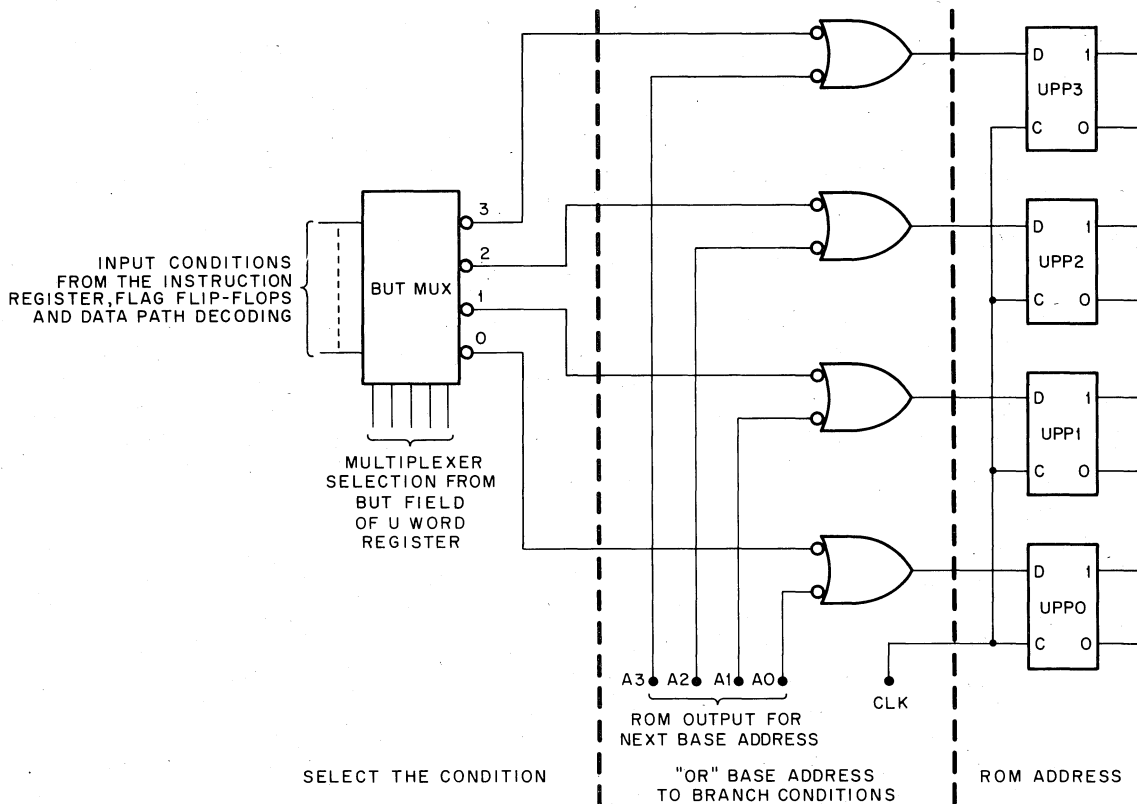 D 1
UPP3
C 0
3
2
1
0
BUT MUX
INPUT CONDITIONS
FROM THE INSTRUCTION
REGISTER, FLAG FLIP-FLOPS
AND DATA PATH DECODING
D 1
UPP2
C 0
MULTIPLEXER
SELECTION FROM
BUT FIELD
OF U WORD
REGISTER
D 1
UPP1
C 0
D 1
UPP0
C 0
A3 A2 A1 A0
CLK
ROM OUTPUT FOR
NEXT BASE ADDRESS
SELECT THE CONDITION
"OR" BASE ADDRESS
TO BRANCH CONDITIONS
ROM ADDRESS